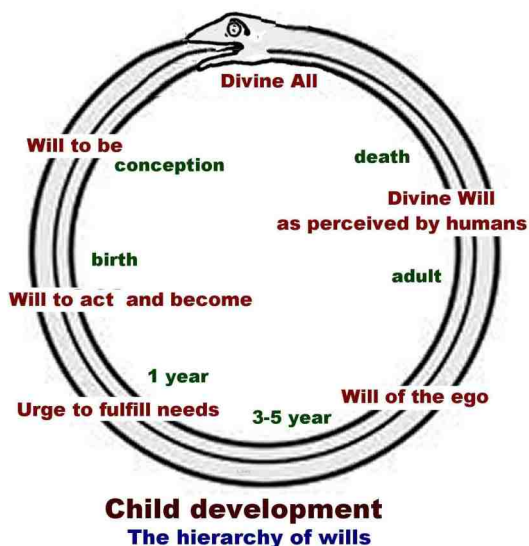 Divine All
Will to be
conception
death
Divine Will
as perceived by humans
birth
adult
Will to act and become
1 year
Will of the ego
Urge to fulfill needs
3-5 year
Child development
The hierarchy of wills